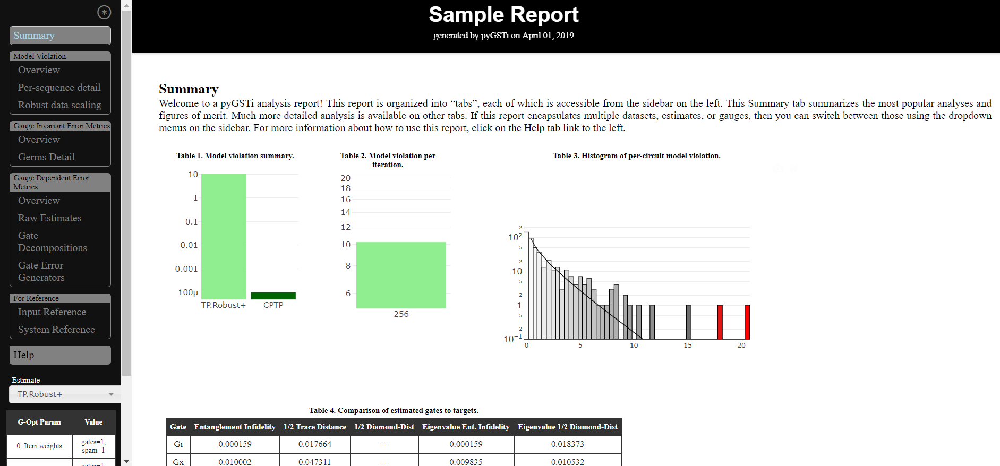 Summary
Model Violation
Overview
Per-sequence detail
Robust data scaling
Gauge Invariant Error Metrics
Overview
Germs Detail
Gauge Dependent Error
Metrics
Overview
Raw Estimates
Gate
Decompositions
Gate Error
Generators
For Reference
Input Reference
System Reference
Help
Estimate
TP.Robust+
G-Opt Param Value
0: Item weights gates=1,
spam=1
gates=1
Sample Report
generated by pyGSTi on April 01, 2019
Summary
Welcome to a pyGSTi analysis report! This report is organized into “tabs”, each of which is accessible from the sidebar on the left. This Summary tab summarizes the most popular analyses and
figures of merit. Much more detailed analysis is available on other tabs. If this report encapsulates multiple datasets, estimates, or gauges, then you can switch between those using the dropdown
menus on the sidebar. For more information about how to use this report, click on the Help tab link to the left.
Table 1. Model violation summary.
10
1
0.1
0.01
0.001
100μ
TP.Robust+ CPTP
Table 2. Model violation per
iteration.
20
18
16
14
12
10
8
6
256
Table 3. Histogram of per-circuit model violation.
2
10²
5
2
10
5
2
1
5
2
10⁻¹
0 5 10 15 20
Table 4. Comparison of estimated gates to targets.
Gate Entanglement Infidelity 1/2 Trace Distance 1/2 Diamond-Dist Eigenvalue Ent. Infidelity Eigenvalue 1/2 Diamond-Dist
Gi 0.000159 0.017664 -- 0.000159 0.018373
Gx 0.010002 0.047311 -- 0.009835 0.010532